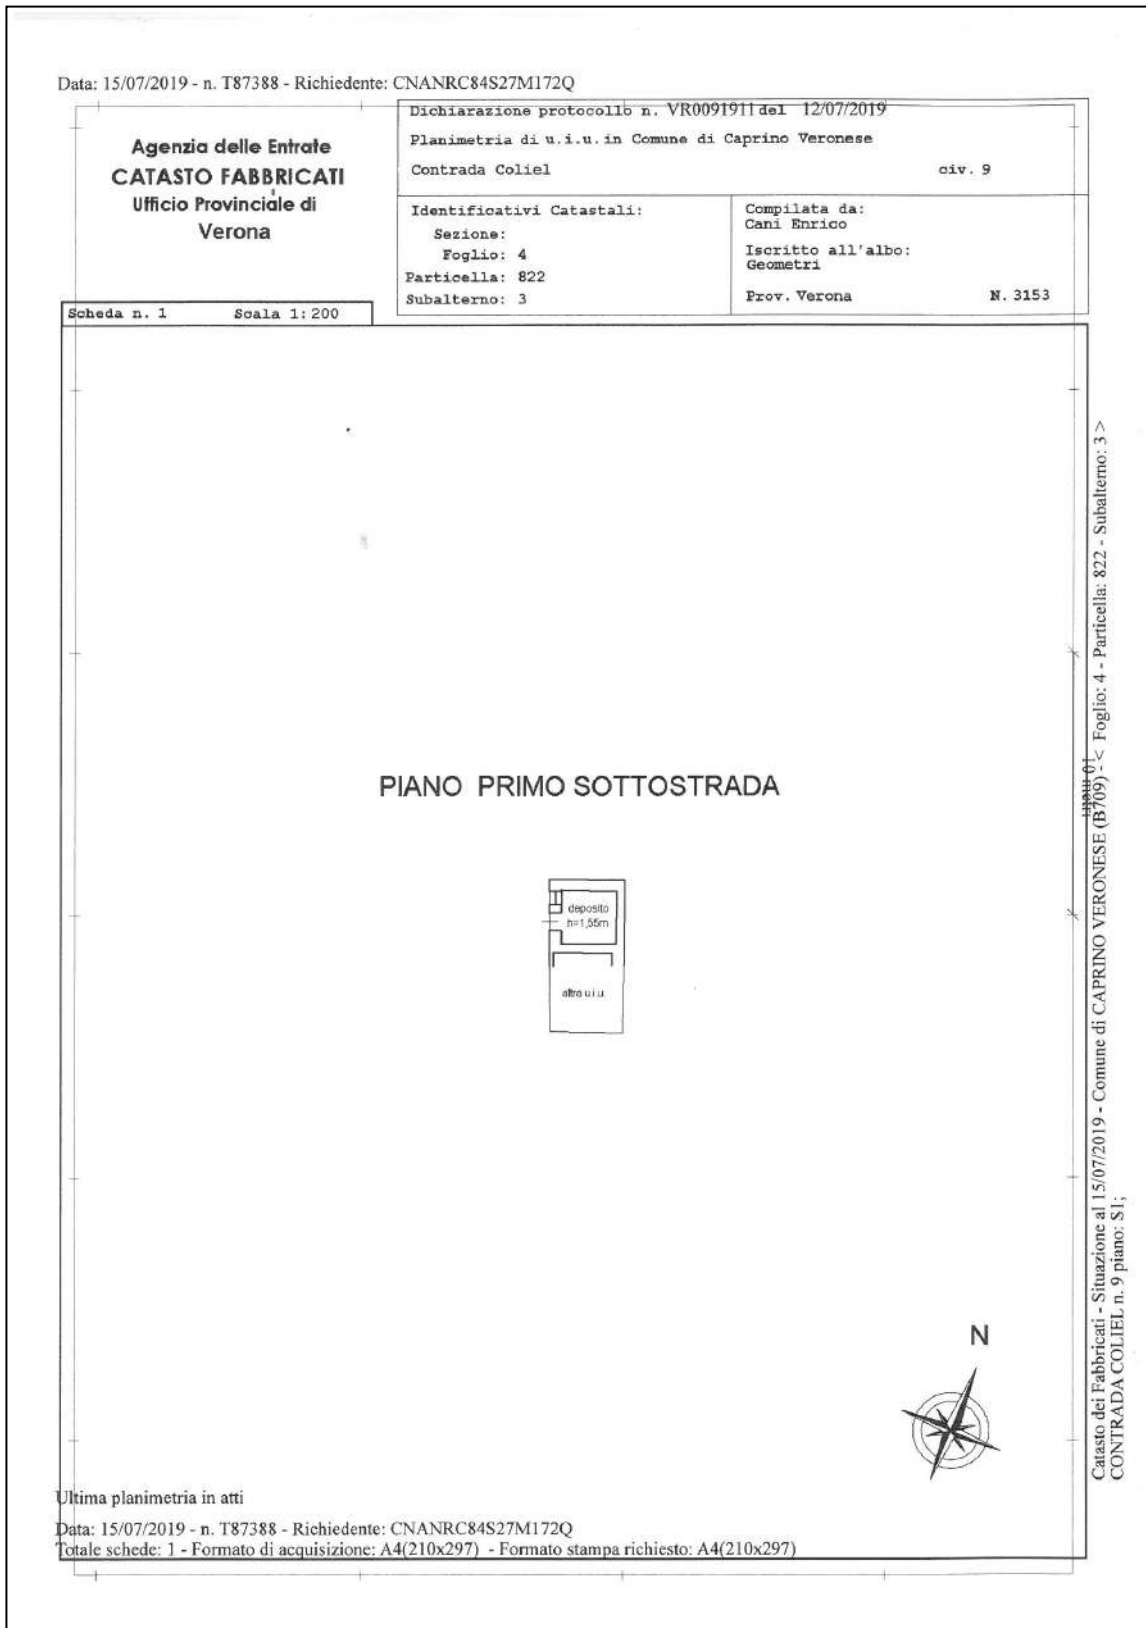 Data: 15/07/2019 - n. T87388 - Richiedente: CNANRC84S27M172Q
Agenzia delle Entrate
CATASTO FABBRICATI
Ufficio Provinciale di
Verona
Dichiarazione protocollo n. VR0091911 del 12/07/2019
Planimetria di u.i.u. in Comune di Caprino Veronese
Contrada Coliel civ. 9
Identificativi Catastali:
Sezione:
Foglio: 4
Particella: 822
Subalterno: 3
Compilata da:
Cani Enrico
Iscritto all'albo:
Geometri
Prov. Verona N. 3153
Scheda n. 1 Scala 1:200
PIANO PRIMO SOTTOSTRADA
deposito
h=1,55m
altra u.i.u.
N
10 metri
Catasto dei Fabbricati - Situazione al 15/07/2019 - Comune di CAPRINO VERONESE (B709) - < Foglio: 4 - Particella: 822 - Subalterno: 3 >
CONTRADA COLIEL n. 9 piano: S1;
Ultima planimetria in atti
Data: 15/07/2019 - n. T87388 - Richiedente: CNANRC84S27M172Q
Totale schede: 1 - Formato di acquisizione: A4(210x297) - Formato stampa richiesto: A4(210x297)